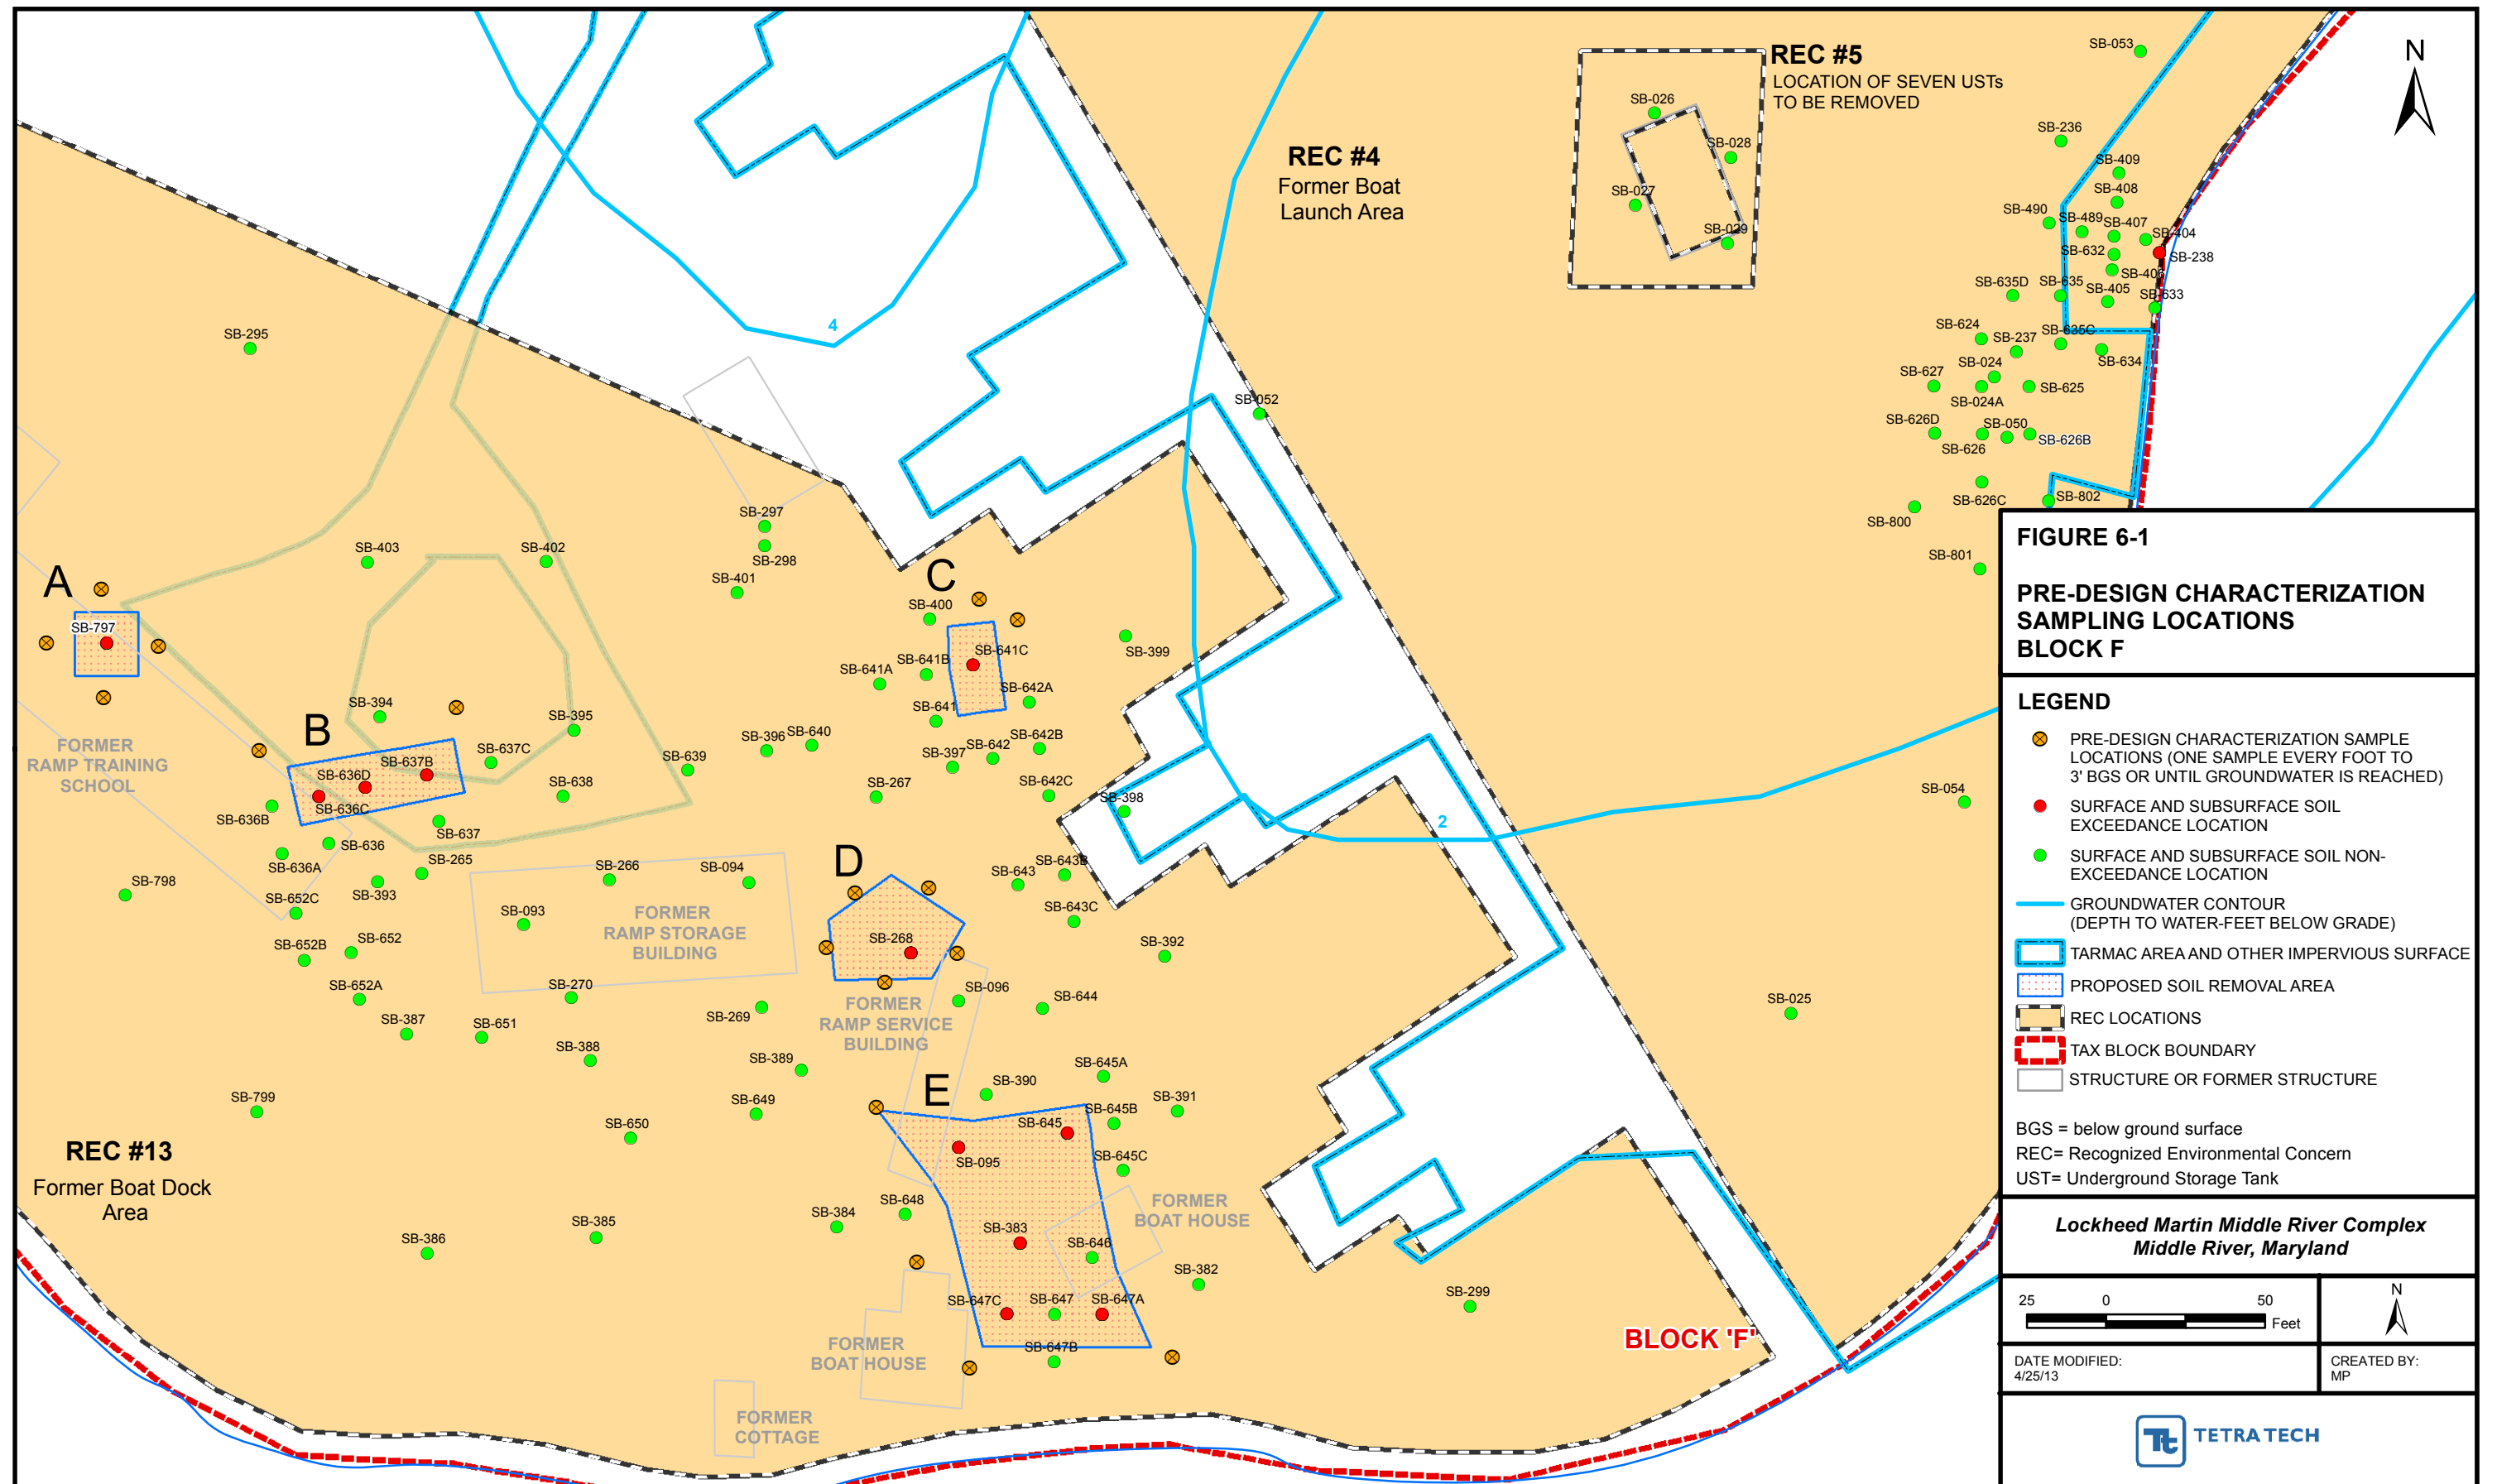 SB-053
REC #5
LOCATION OF SEVEN USTs
TO BE REMOVED
N
SB-026
SB-028
SB-027
SB-029
SB-236
SB-409
SB-408
SB-490
SB-489
SB-407
SB-404
SB-632
SB-238
SB-406
SB-635D
SB-635
SB-405
SB-633
SB-624
SB-237
SB-635C
SB-634
SB-024
SB-627
SB-625
SB-024A
SB-626D
SB-050
SB-626B
SB-626
SB-626C
SB-802
SB-800
SB-801
REC #4
Former Boat
Launch Area
4
SB-295
SB-052
SB-297
SB-298
SB-403
SB-402
SB-401
A
SB-797
C
SB-400
SB-641C
SB-641B
SB-641A
SB-399
SB-642A
SB-641
SB-394
SB-395
B
FORMER
RAMP TRAINING
SCHOOL
SB-637C
SB-637B
SB-636D
SB-636C
SB-636B
SB-638
SB-639
SB-396
SB-640
SB-397
SB-642
SB-642B
SB-642C
SB-267
SB-398
2
SB-054
SB-637
SB-636
SB-636A
SB-265
SB-393
SB-798
SB-652C
SB-266
SB-094
SB-093
FORMER
RAMP STORAGE
BUILDING
D
SB-268
SB-643
SB-643B
SB-643C
SB-392
SB-652B
SB-652
SB-652A
SB-270
SB-269
FORMER
RAMP SERVICE
BUILDING
SB-096
SB-644
SB-025
SB-387
SB-651
SB-388
SB-389
SB-390
SB-645A
SB-391
SB-799
SB-649
SB-650
E
SB-645
SB-645B
SB-095
SB-645C
REC #13
Former Boat Dock
Area
SB-648
SB-384
SB-385
SB-386
SB-383
SB-646
FORMER
BOAT HOUSE
SB-382
SB-299
SB-647C
SB-647
SB-647A
SB-647B
FORMER
BOAT HOUSE
FORMER
COTTAGE
BLOCK 'F'
FIGURE 6-1
PRE-DESIGN CHARACTERIZATION
SAMPLING LOCATIONS
BLOCK F
LEGEND
PRE-DESIGN CHARACTERIZATION SAMPLE
LOCATIONS (ONE SAMPLE EVERY FOOT TO
3' BGS OR UNTIL GROUNDWATER IS REACHED)
SURFACE AND SUBSURFACE SOIL
EXCEEDANCE LOCATION
SURFACE AND SUBSURFACE SOIL NON-
EXCEEDANCE LOCATION
GROUNDWATER CONTOUR
(DEPTH TO WATER-FEET BELOW GRADE)
TARMAC AREA AND OTHER IMPERVIOUS SURFACE
PROPOSED SOIL REMOVAL AREA
REC LOCATIONS
TAX BLOCK BOUNDARY
STRUCTURE OR FORMER STRUCTURE
BGS = below ground surface
REC= Recognized Environmental Concern
UST= Underground Storage Tank
Lockheed Martin Middle River Complex
Middle River, Maryland
25 0 50
Feet
N
DATE MODIFIED:
4/25/13
CREATED BY:
MP
Tt TETRA TECH